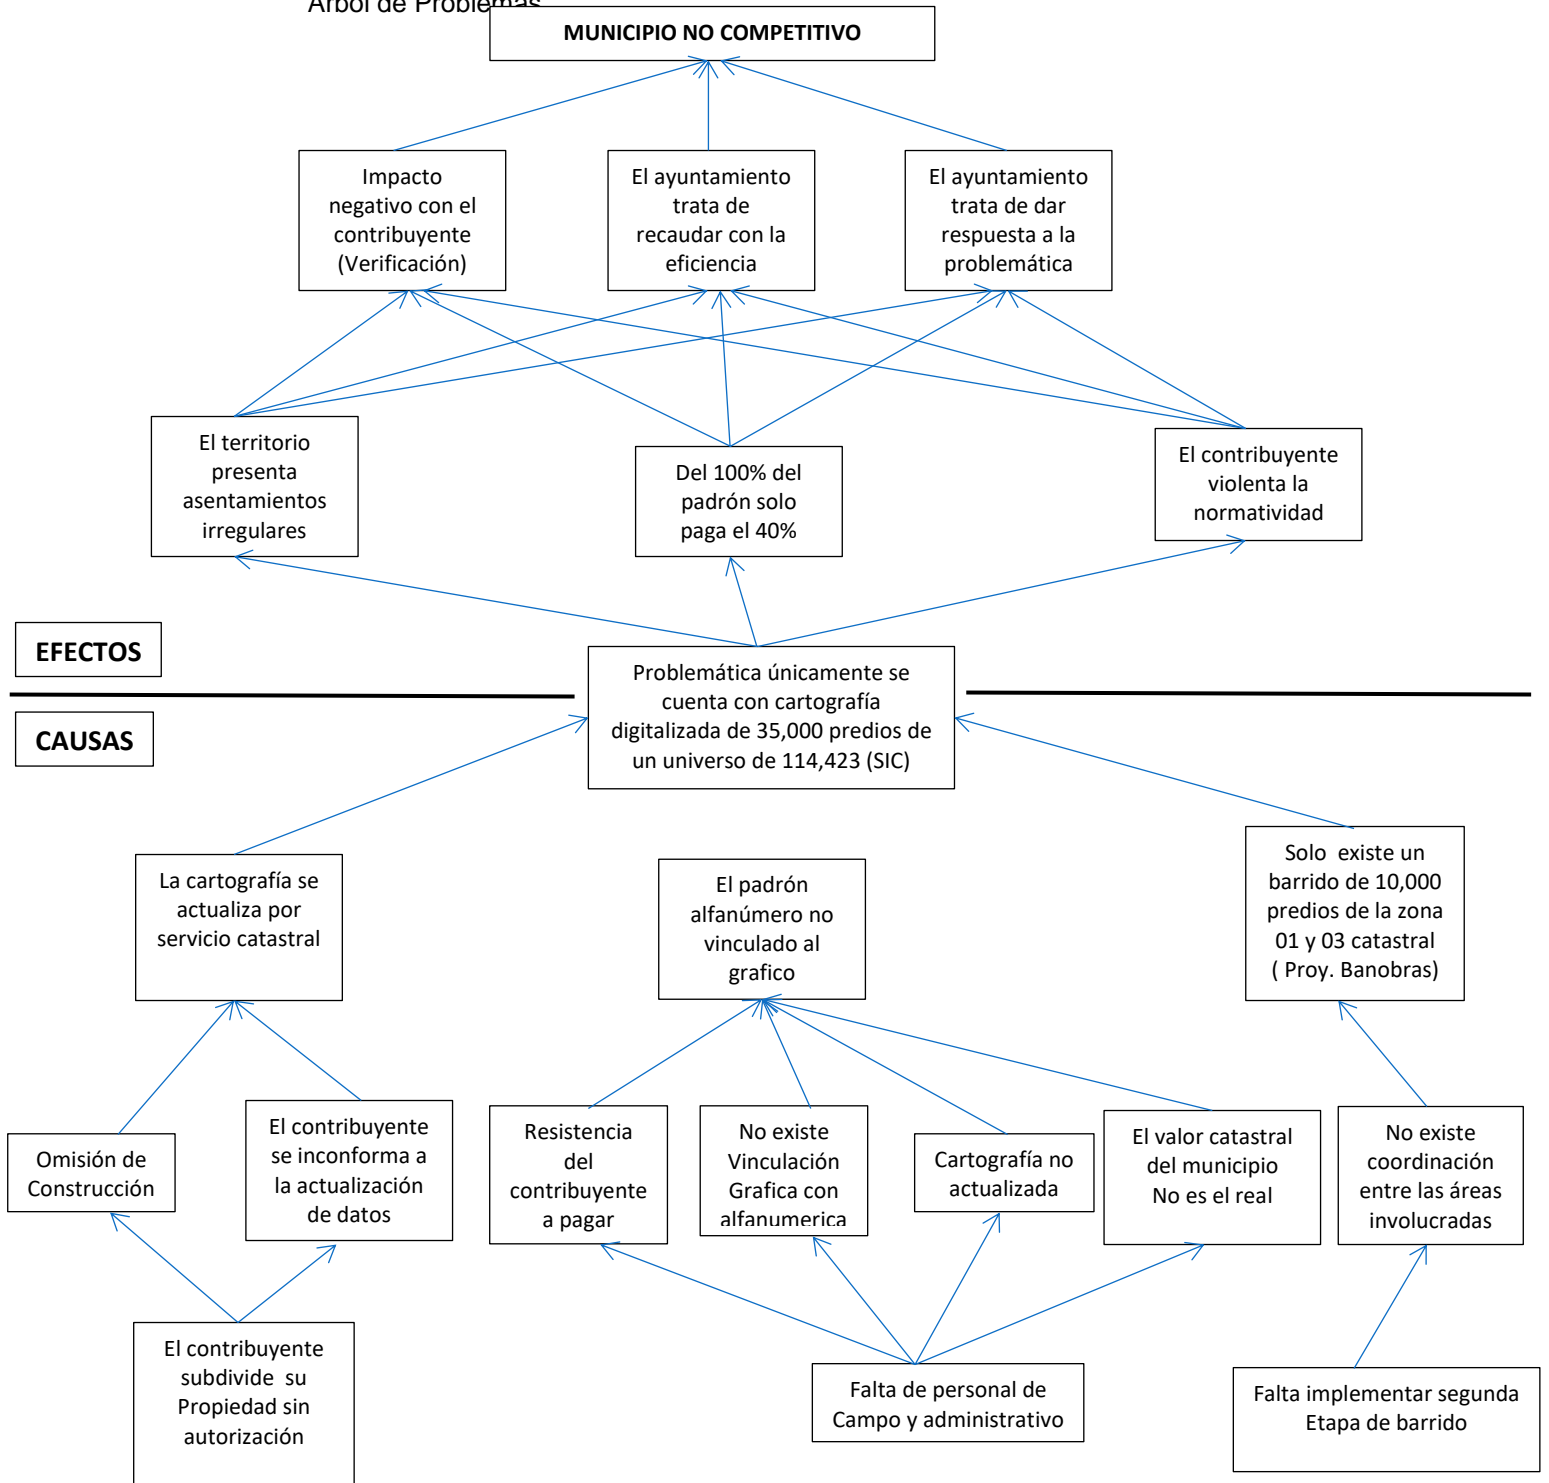 Árbol de Problemas
MUNICIPIO NO COMPETITIVO
Impacto
negativo con el
contribuyente
(Verificación)
El ayuntamiento
trata de
recaudar con la
eficiencia
El ayuntamiento
trata de dar
respuesta a la
problemática
El territorio
presenta
asentamientos
irregulares
Del 100% del
padrón solo
paga el 40%
El contribuyente
violenta la
normatividad
EFECTOS
Problemática únicamente se
cuenta con cartografía
digitalizada de 35,000 predios de
un universo de 114,423 (SIC)
CAUSAS
La cartografía se
actualiza por
servicio catastral
El padrón
alfanúmero no
vinculado al
grafico
Solo existe un
barrido de 10,000
predios de la zona
01 y 03 catastral
( Proy. Banobras)
Omisión de
Construcción
El contribuyente
se inconforma a
la actualización
de datos
Resistencia
del
contribuyente
a pagar
No existe
Vinculación
Grafica con
alfanumerica
Cartografía no
actualizada
El valor catastral
del municipio
No es el real
No existe
coordinación
entre las áreas
involucradas
El contribuyente
subdivide su
Propiedad sin
autorización
Falta de personal de
Campo y administrativo
Falta implementar segunda
Etapa de barrido